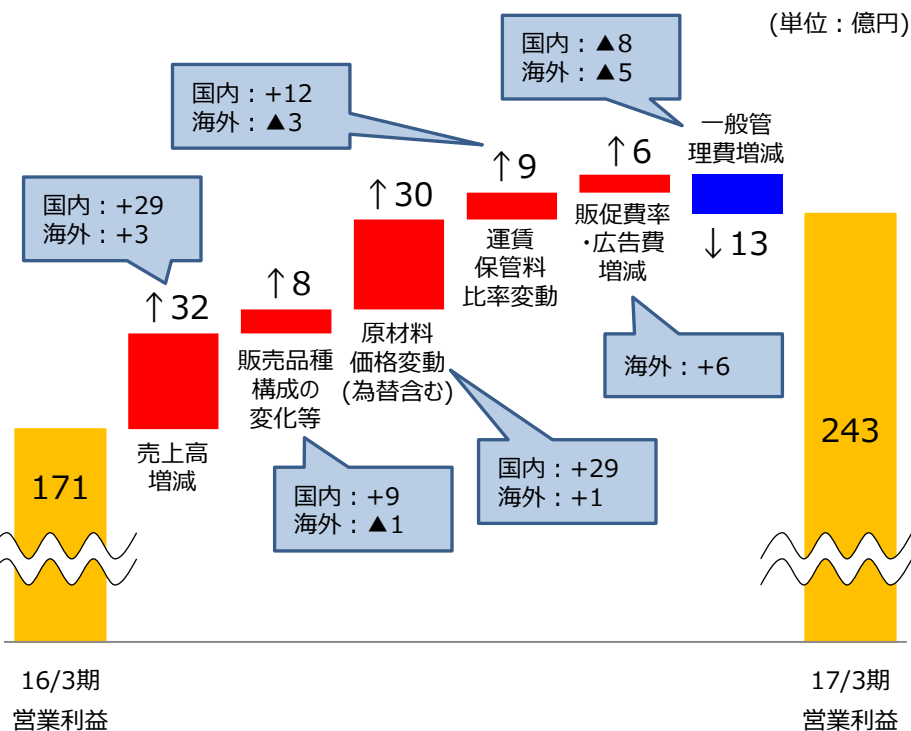 (単位：億円)
国内：▲8
海外：▲5
国内：+12
海外：▲3
国内：+29
海外：+3
一般管
理費増減
↓13
↑6
販促費率
・広告費
増減
海外：+6
↑9
運賃
保管料
比率変動
↑30
原材料
価格変動
(為替含む)
国内：+29
海外：+1
↑8
販売品種
構成の
変化等
国内：+9
海外：▲1
↑32
売上高
増減
171
243
16/3期
営業利益
17/3期
営業利益